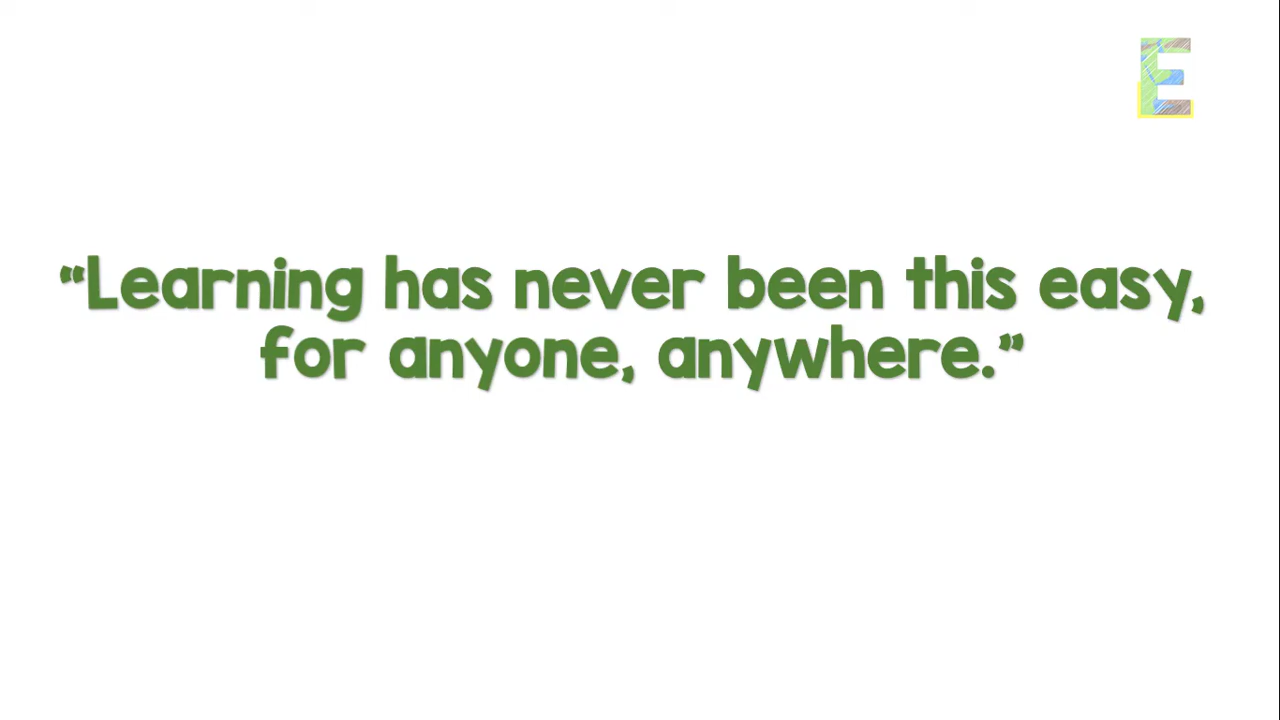 E
“Learning has never been this easy,
for anyone, anywhere.”